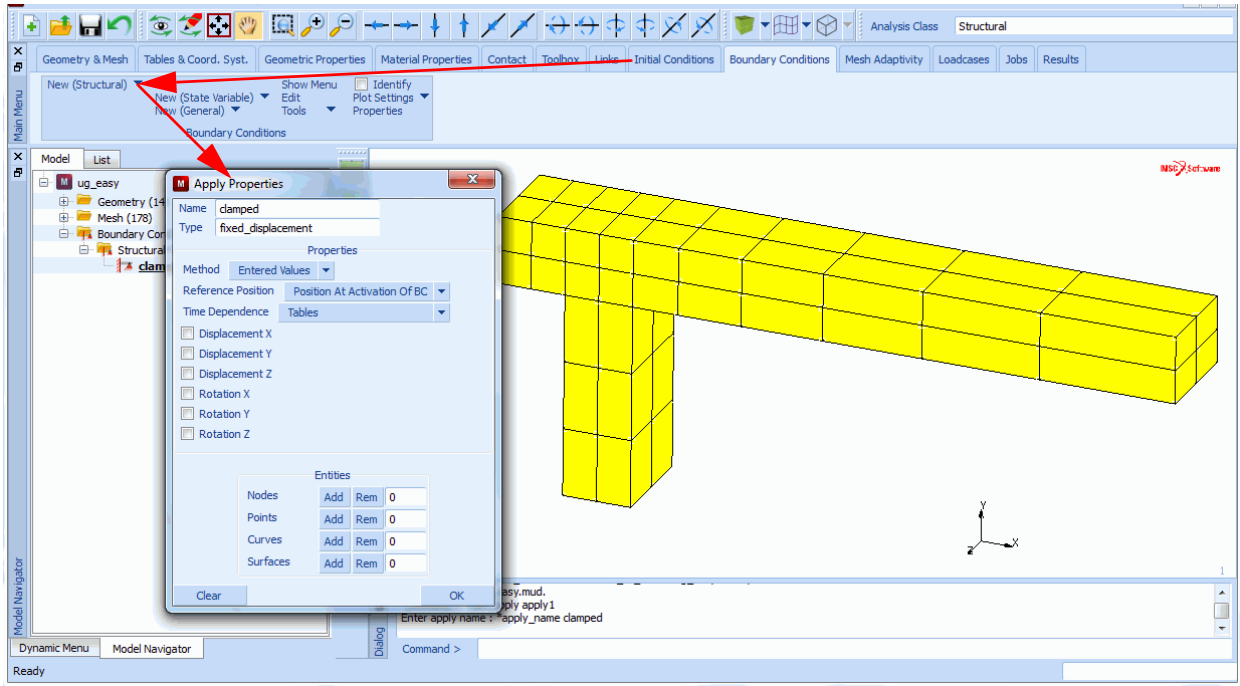 Analysis Class Structural
Geometry & Mesh Tables & Coord. Syst. Geometric Properties Material Properties Contact Toolbox Links Initial Conditions Boundary Conditions Mesh Adaptivity Loadcases Jobs Results
Main Menu
New (Structural)
New (State Variable)
New (General)
Show Menu
Edit
Tools
Identify
Plot Settings
Properties
Boundary Conditions
Model Navigator
Model List
ug_easy
Geometry (14
Mesh (178)
Boundary Con
Structural
clam
Apply Properties
Name clamped
Type fixed_displacement
Properties
Method Entered Values
Reference Position Position At Activation Of BC
Time Dependence Tables
Displacement X
Displacement Y
Displacement Z
Rotation X
Rotation Y
Rotation Z
Entities
Nodes Add Rem 0
Points Add Rem 0
Curves Add Rem 0
Surfaces Add Rem 0
Clear OK
MSC Software
Y
Z X
1
Dialog
asy.mud.
ply apply1
Enter apply name : *apply_name clamped
Command >
Dynamic Menu Model Navigator
Ready